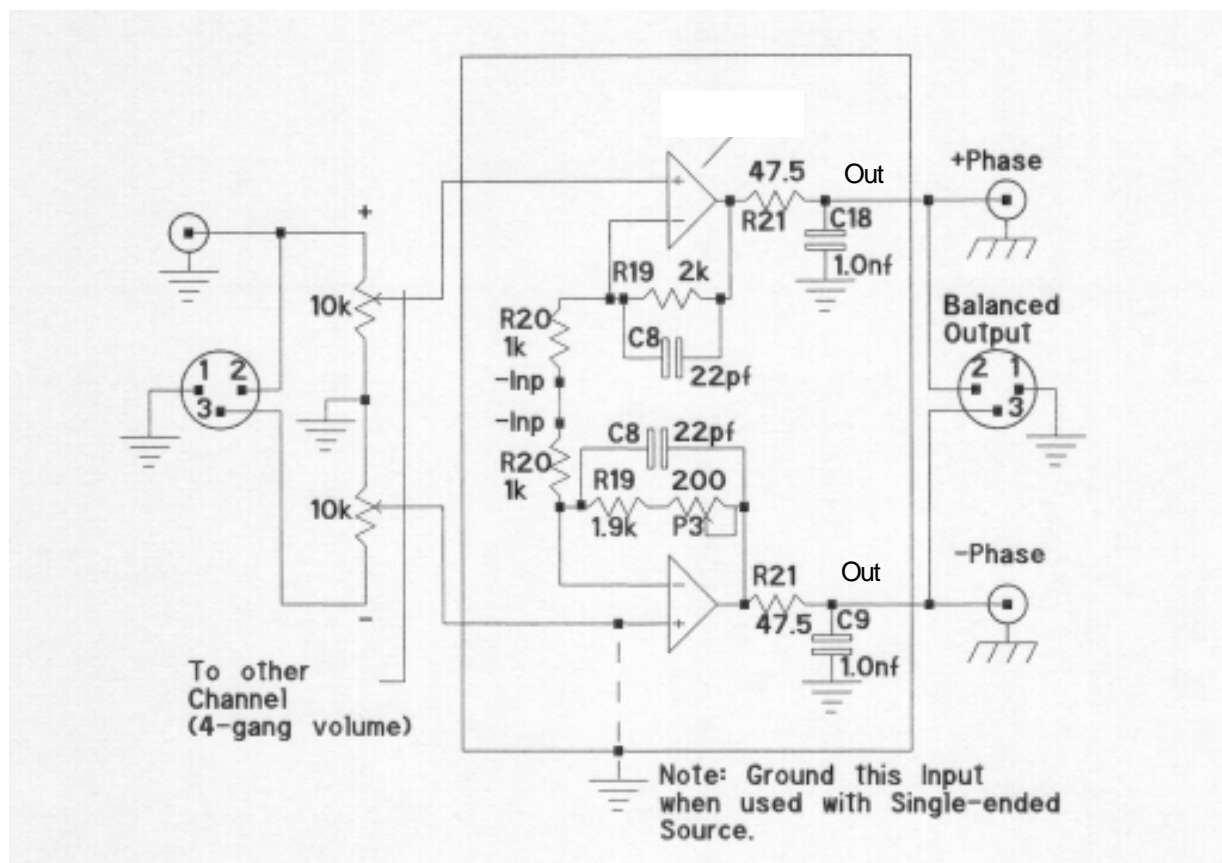 +Phase
47.5
Out
R21
C18
1.0nf
+
+
−
10k
R19
2k
R20
1k
C8
22pf
Balanced
Output
1
2
3
2
1
3
-Inp
-Inp
C8
22pf
R20
1k
R19
200
1.9k
P3
10k
−
+
R21
Out
47.5
C9
1.0nf
-Phase
−
To other
Channel
(4-gang volume)
Note: Ground this Input
when used with Single-ended
Source.